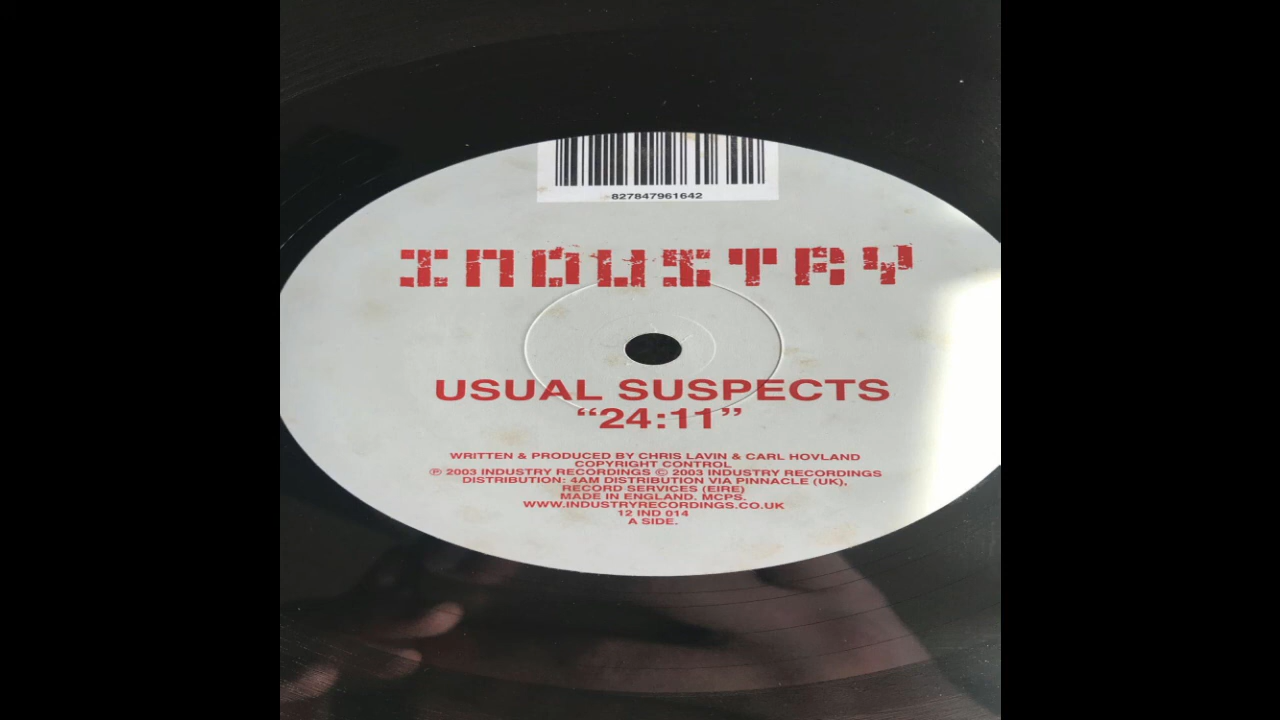 827847961642
INDUSTRY
USUAL SUSPECTS
“24:11”
WRITTEN & PRODUCED BY CHRIS LAVIN & CARL HOVLAND
COPYRIGHT CONTROL
℗ 2003 INDUSTRY RECORDINGS © 2003 INDUSTRY RECORDINGS
DISTRIBUTION: 4AM DISTRIBUTION VIA PINNACLE (UK),
RECORD SERVICES (EIRE)
MADE IN ENGLAND. MCPS.
WWW.INDUSTRYRECORDINGS.CO.UK
12 IND 014
A SIDE.